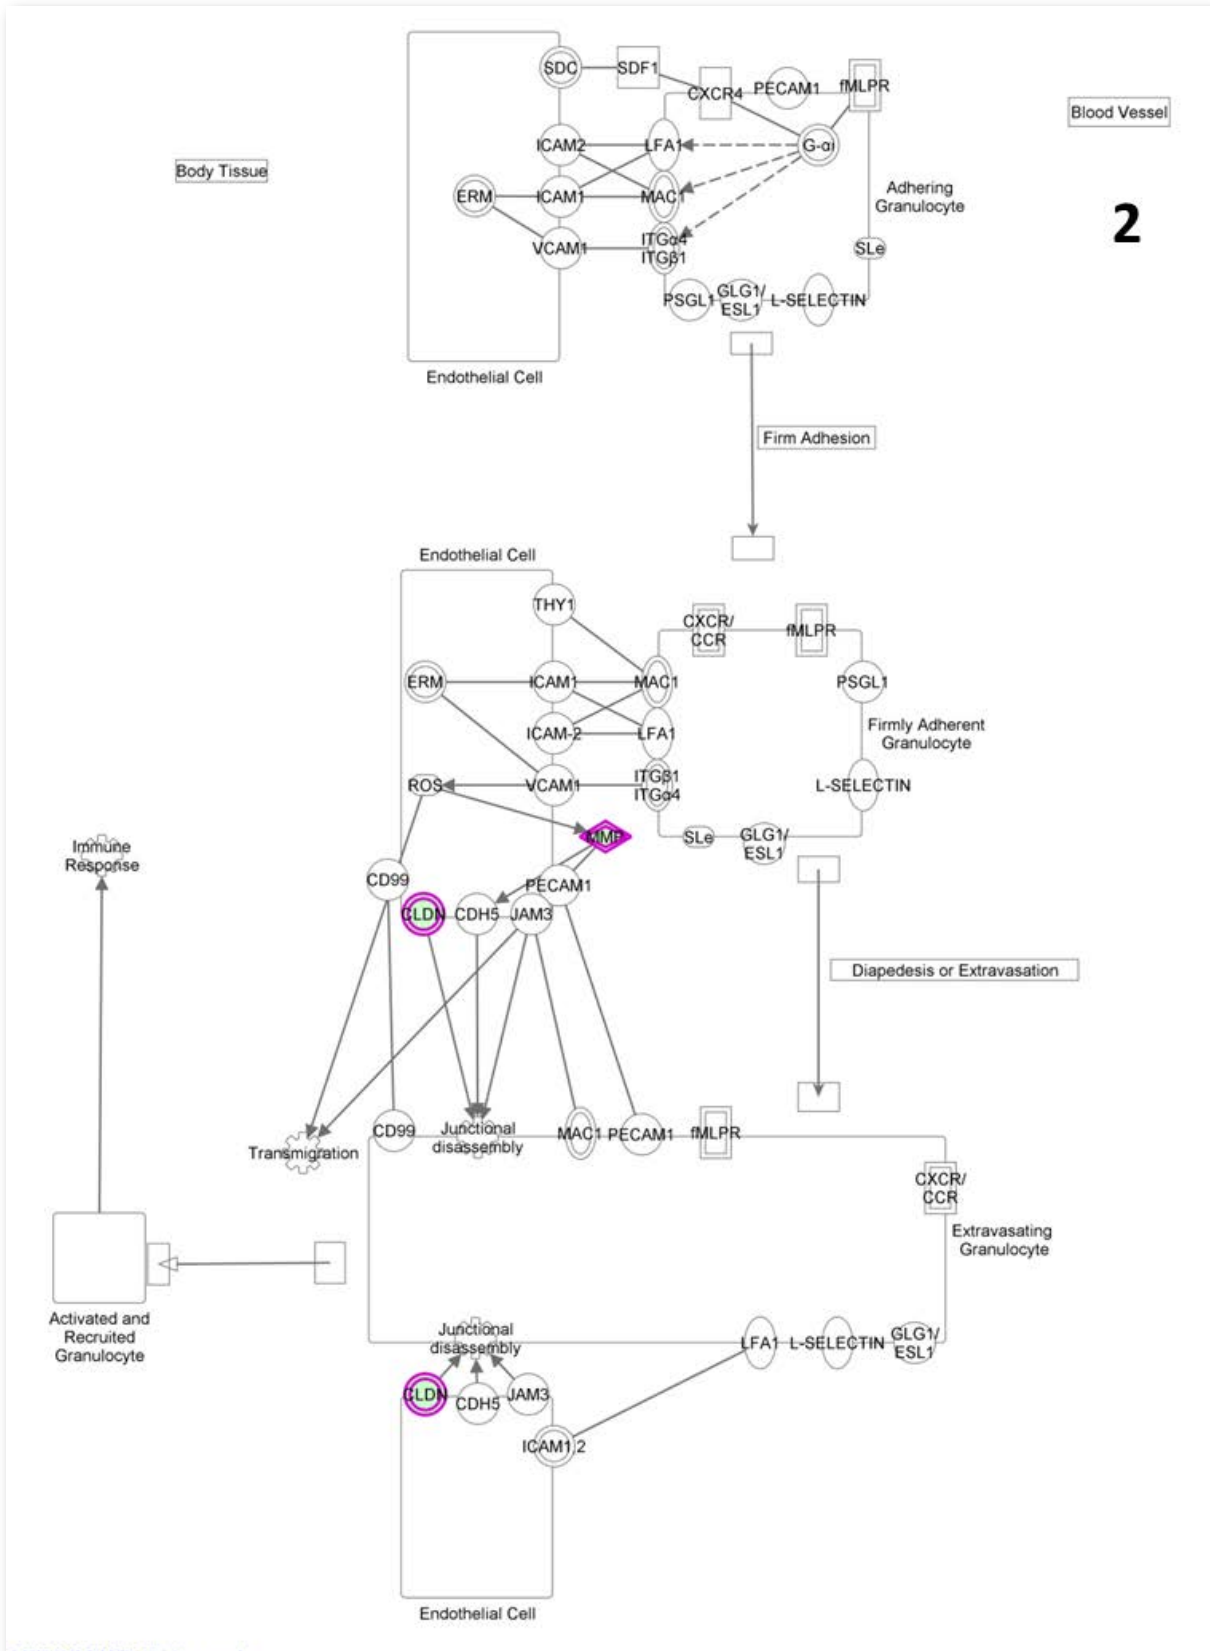 SDC
SDF1
CXCR4
PECAM1
fMLPR
Blood Vessel
ICAM2
LFA1
G-αi
Body Tissue
ERM
ICAM1
MAC1
Adhering
Granulocyte
2
VCAM1
ITGα4
ITGβ1
SLe
PSGL1
GLG1/
ESL1
L-SELECTIN
Endothelial Cell
Firm Adhesion
Endothelial Cell
THY1
CXCR/
CCR
fMLPR
ERM
ICAM1
MAC1
PSGL1
ICAM-2
LFA1
Firmly Adherent
Granulocyte
ROS
VCAM1
ITGβ1
ITGα4
L-SELECTIN
MMP
SLe
GLG1/
ESL1
Immune
Response
CD99
PECAM1
CLDN
CDH5
JAM3
Diapedesis or Extravasation
CD99
Junctional
disassembly
MAC1
PECAM1
fMLPR
Transmigration
CXCR/
CCR
Extravasating
Granulocyte
Activated and
Recruited
Granulocyte
Junctional
disassembly
LFA1
L-SELECTIN
GLG1/
ESL1
CLDN
CDH5
JAM3
ICAM1,2
Endothelial Cell